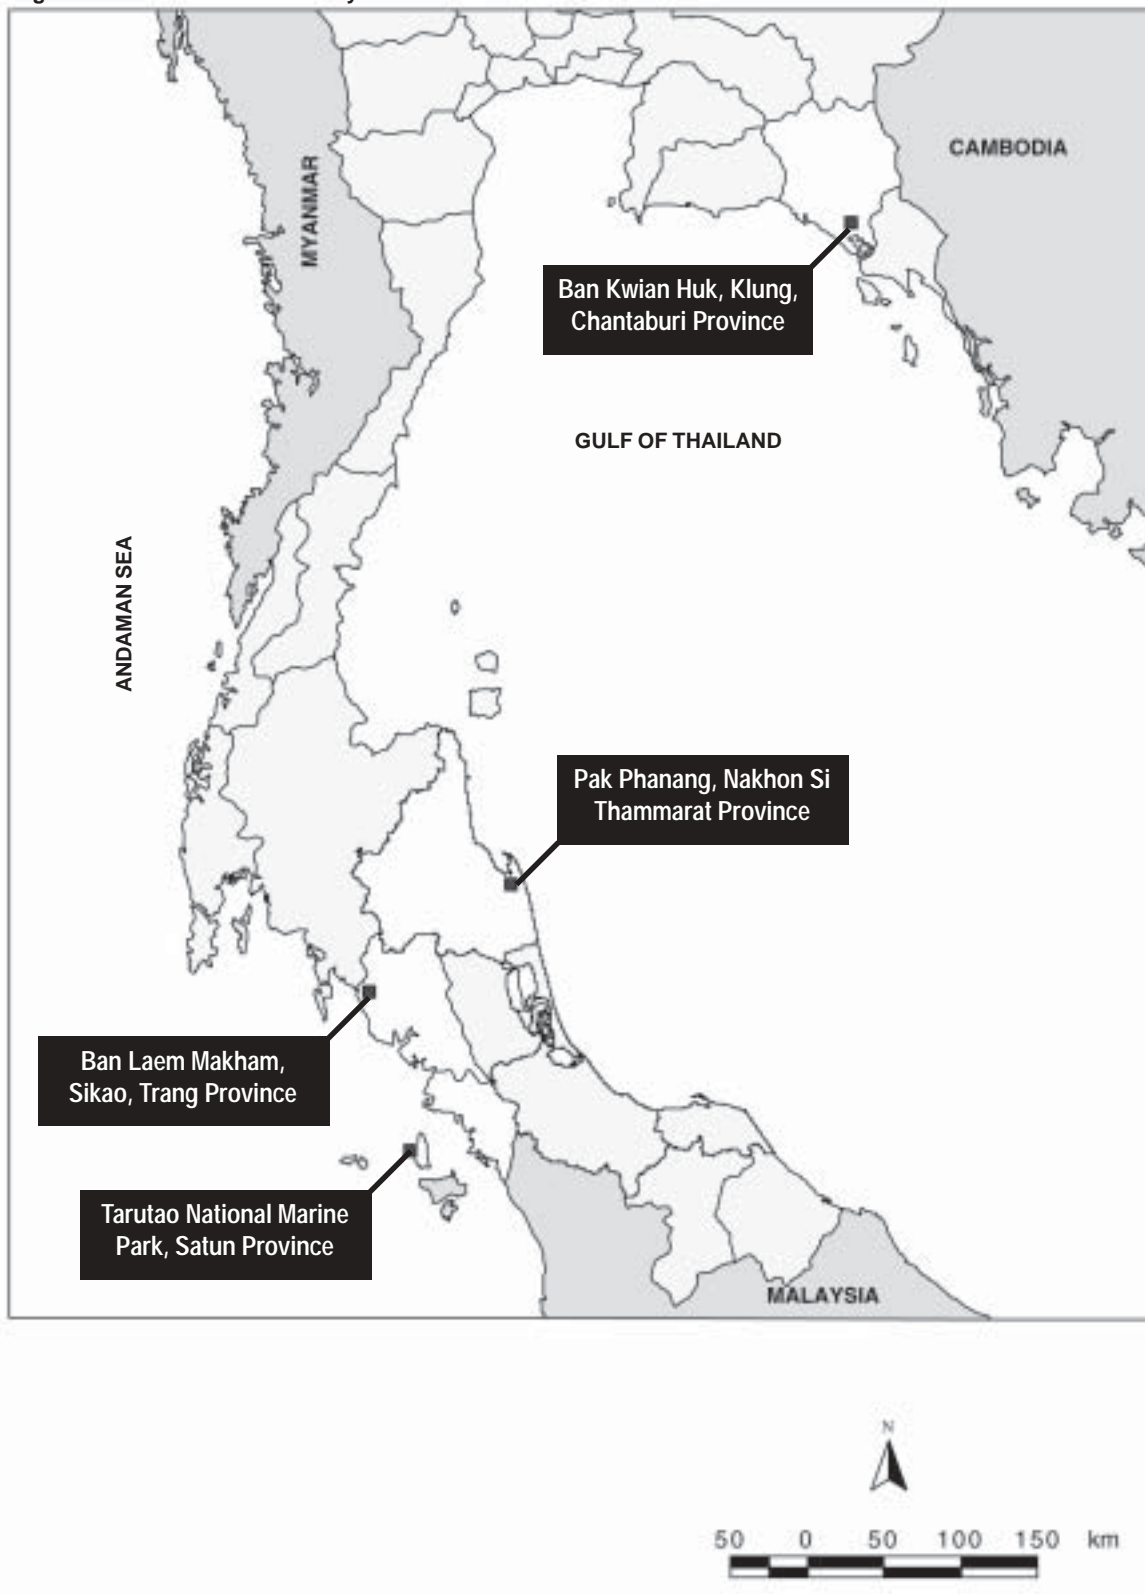 CAMBODIA
MYANMAR
Ban Kwian Huk, Klung,
Chantaburi Province
GULF OF THAILAND
ANDAMAN SEA
Pak Phanang, Nakhon Si
Thammarat Province
Ban Laem Makham,
Sikao, Trang Province
Tarutao National Marine
Park, Satun Province
MALAYSIA
N
50 0 50 100 150 km